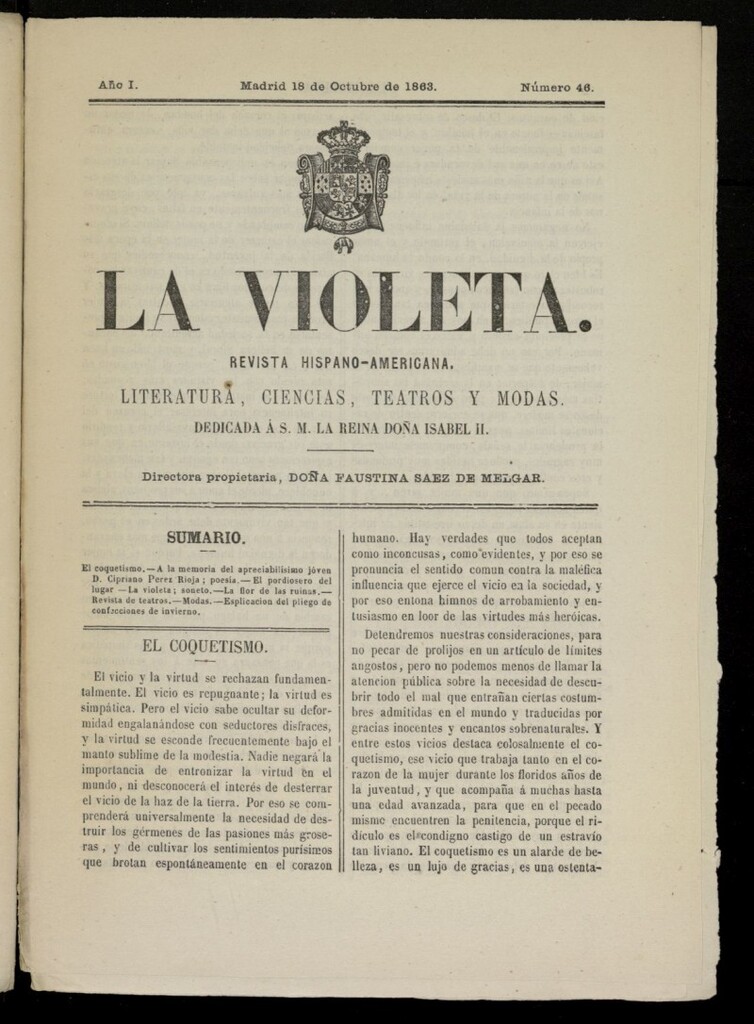 Año I.
Madrid 18 de Octubre de 1863.
Número 46.
LA VIOLETA.
REVISTA HISPANO-AMERICANA.
LITERATURA, CIENCIAS, TEATROS Y MODAS.
DEDICADA Á S. M. LA REINA DOÑA ISABEL II.
Directora propietaria, DOÑA FAUSTINA SAEZ DE MELGAR.
SUMARIO.
El coquetismo.—A la memoria del apreciabilisimo jóven
D. Cipriano Perez Rioja; poesia.—El pordiosero del
lugar—La violeta; soneto.—La flor de las ruinas.—
Revista de teatros.—Modas.—Esplicacion del pliego de
confecciones de invierno.
EL COQUETISMO.
El vicio y la virtud se rechazan fundamen-
talmente. El vicio es repugnante; la virtud es
simpática. Pero el vicio sabe ocultar su defor-
midad engalanándose con seductores disfraces,
y la virtud se esconde frecuentemente bajo el
manto sublime de la modestia. Nadie negará la
importancia de entronizar la virtud en el
mundo, ni desconocerá el interés de desterrar
el vicio de la haz de la tierra. Por eso se com-
prenderá universalmente la necesidad de des-
truir los gérmenes de las pasiones más grose-
ras, y de cultivar los sentimientos purísimos
que brotan espontáneamente en el corazon
humano. Hay verdades que todos aceptan
como inconcusas, como evidentes, y por eso se
pronuncia el sentido comun contra la maléfica
influencia que ejerce el vicio en la sociedad, y
por eso entona himnos de arrobamiento y en-
tusiasmo en loor de las virtudes más heróicas.
Detendremos nuestras consideraciones, para
no pecar de prolijos en un artículo de límites
angostos, pero no podemos menos de llamar la
atencion pública sobre la necesidad de descu-
brir todo el mal que entrañan ciertas costum-
bres admitidas en el mundo y traducidas por
gracias inocentes y encantos sobrenaturales. Y
entre estos vicios destaca colosalmente el co-
quetismo, ese vicio que trabaja tanto en el co-
razon de la mujer durante los floridos años de
la juventud, y que acompaña á muchas hasta
una edad avanzada, para que en el pecado
mismo encuentren la penitencia, porque el ri-
dículo es el condigno castigo de un estravío
tan liviano. El coquetismo es un alarde de be-
lleza, es un lujo de gracias, es una ostenta-